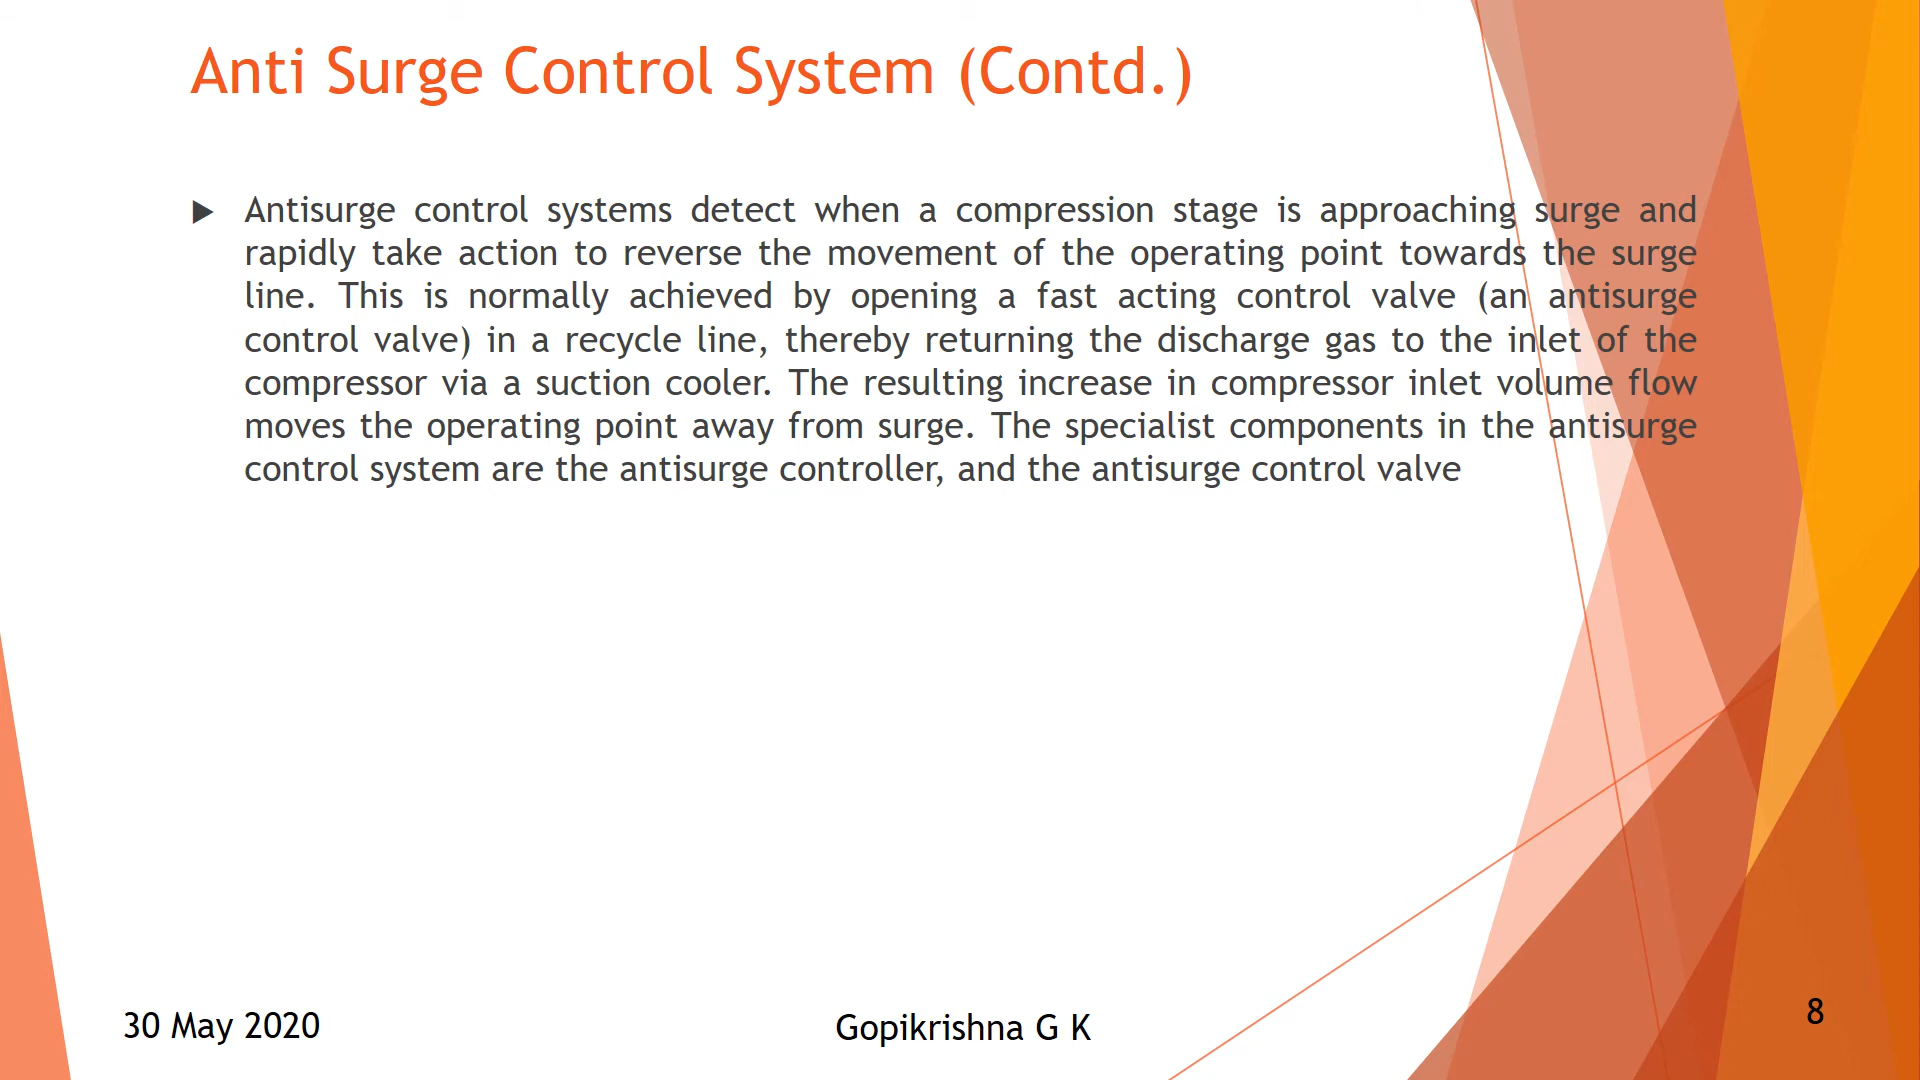 Anti Surge Control System (Contd.)
Antisurge control systems detect when a compression stage is approaching surge and
rapidly take action to reverse the movement of the operating point towards the surge
line. This is normally achieved by opening a fast acting control valve (an antisurge
control valve) in a recycle line, thereby returning the discharge gas to the inlet of the
compressor via a suction cooler. The resulting increase in compressor inlet volume flow
moves the operating point away from surge. The specialist components in the antisurge
control system are the antisurge controller, and the antisurge control valve
30 May 2020
Gopikrishna G K
8